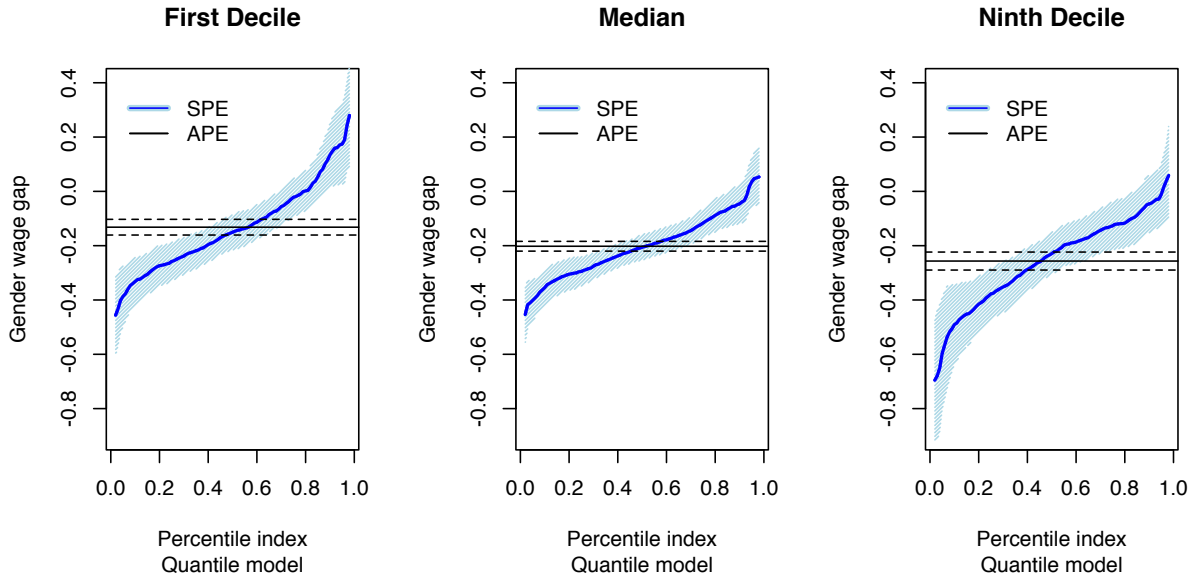 First Decile
Median
Ninth Decile
Gender wage gap
0.4
0.2
0.0
-0.2
-0.4
-0.6
-0.8
SPE
APE
0.0 0.2 0.4 0.6 0.8 1.0
Percentile index
Quantile model
Gender wage gap
0.4
0.2
0.0
-0.2
-0.4
-0.6
-0.8
SPE
APE
0.0 0.2 0.4 0.6 0.8 1.0
Percentile index
Quantile model
Gender wage gap
0.4
0.2
0.0
-0.2
-0.4
-0.6
-0.8
SPE
APE
0.0 0.2 0.4 0.6 0.8 1.0
Percentile index
Quantile model